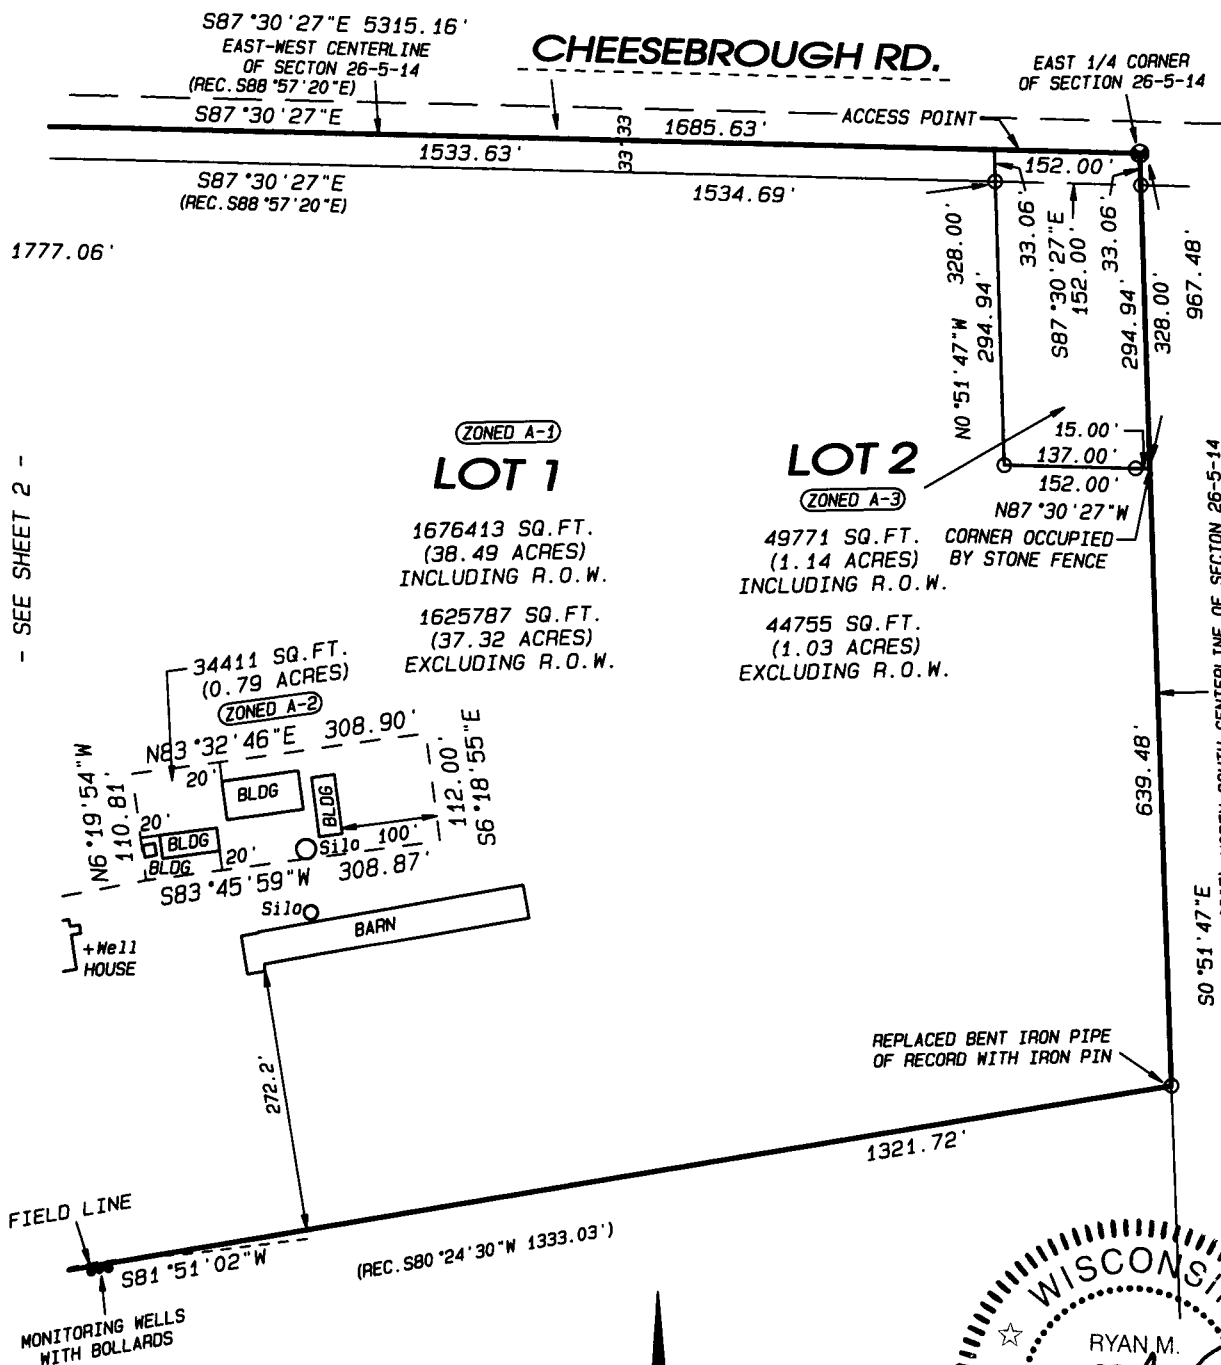 S87°30'27"E 5315.16'
EAST-WEST CENTERLINE
OF SECTON 26-5-14
(REC.S88°57'20"E)
CHEESEBROUGH RD.
EAST 1/4 CORNER
OF SECTION 26-5-14
S87°30'27"E
1685.63'
ACCESS POINT
33
33'
1533.63'
152.00'
S87°30'27"E
(REC.S88°57'20"E)
1534.69'
1777.06'
N0°51'47"W 328.00'
294.94'
33.06'
S87°30'27"E
152.00'
33.06'
294.94'
328.00'
967.48'
- SEE SHEET 2 -
ZONED A-1
LOT 1
1676413 SQ.FT.
(38.49 ACRES)
INCLUDING R.O.W.
1625787 SQ.FT.
(37.32 ACRES)
EXCLUDING R.O.W.
LOT 2
ZONED A-3
49771 SQ.FT.
(1.14 ACRES)
INCLUDING R.O.W.
44755 SQ.FT.
(1.03 ACRES)
EXCLUDING R.O.W.
15.00'
137.00'
152.00'
N87°30'27"W
CORNER OCCUPIED
BY STONE FENCE
34411 SQ.FT.
(0.79 ACRES)
ZONED A-2
N83°32'46"E 308.90'
N6°19'54"W
110.81'
20'
BLDG
BLDG
112.00'
S6°18'55"E
20'
BLDG
BLDG
20'
Silo
100'
S83°45'59"W 308.87'
Silo
BARN
+Well
HOUSE
272.2'
639.48'
S0°51'47"E
NORTH-SOUTH CENTERLINE OF SECTION 26-5-14
REPLACED BENT IRON PIPE
OF RECORD WITH IRON PIN
1321.72'
FIELD LINE
S81°51'02"W
(REC.S80°24'30"W 1333.03')
MONITORING WELLS
WITH BOLLARDS
WISCONSI
RYAN M.